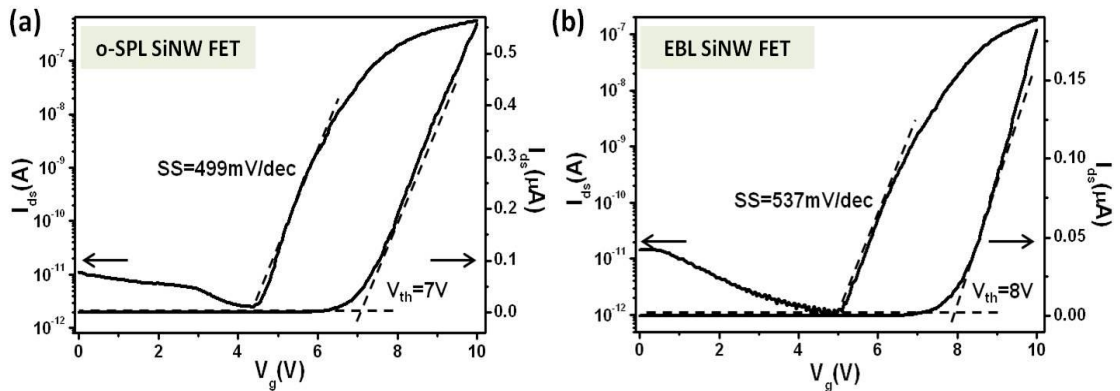 (a)
o-SPL SiNW FET
10⁻⁷
10⁻⁸
10⁻⁹
10⁻¹⁰
10⁻¹¹
10⁻¹²
I_ds(A)
SS=499mV/dec
V_th=7V
0.5
0.4
0.3
0.2
0.1
0.0
I_ds(μA)
0 2 4 6 8 10
V_g(V)
(b)
EBL SiNW FET
10⁻⁷
10⁻⁸
10⁻⁹
10⁻¹⁰
10⁻¹¹
10⁻¹²
I_ds(A)
SS=537mV/dec
V_th=8V
0.15
0.10
0.05
0.00
I_ds(μA)
0 2 4 6 8 10
V_g(V)